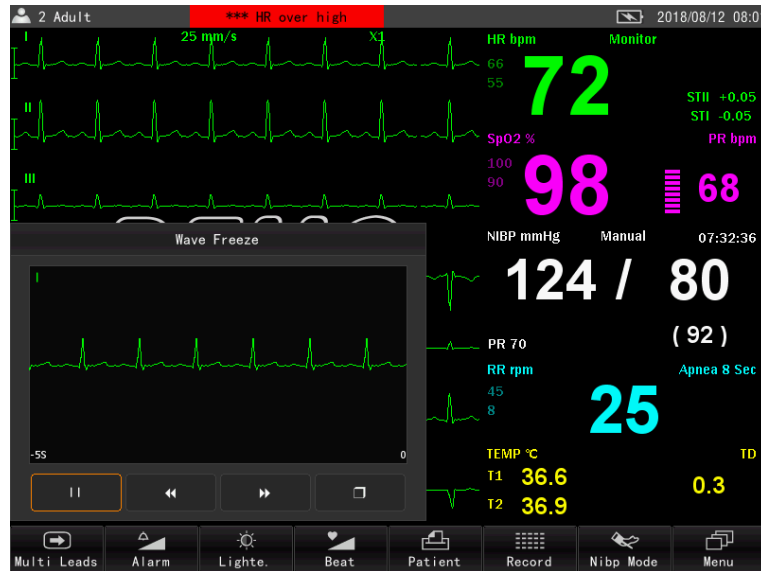 2 Adult
*** HR over high
2018/08/12 08:0
I
25 mm/s
X1
HR bpm
Monitor
66
55
72
STII +0.05
STI -0.05
II
SpO2 %
PR bpm
100
90
98
68
III
NIBP mmHg
Manual
07:32:36
124 / 80
(92)
PR 70
Wave Freeze
I
-5S
0
RR rpm
Apnea 8 Sec
45
8
25
TEMP °C
TD
T1 36.6
0.3
T2 36.9
Multi Leads
Alarm
Lighte.
Beat
Patient
Record
Nibp Mode
Menu